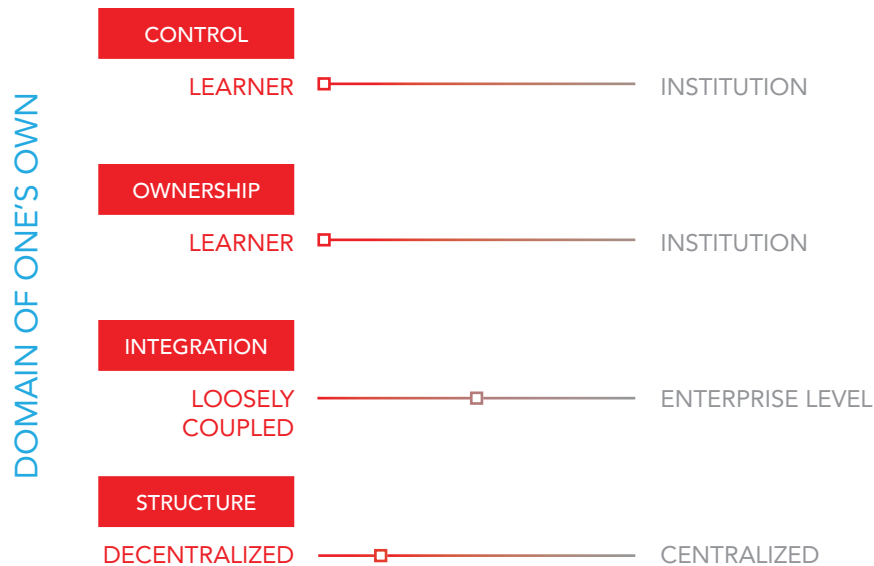 DOMAIN OF ONE'S OWN
CONTROL
LEARNER INSTITUTION
OWNERSHIP
LEARNER INSTITUTION
INTEGRATION
LOOSELY COUPLED ENTERPRISE LEVEL
STRUCTURE
DECENTRALIZED CENTRALIZED